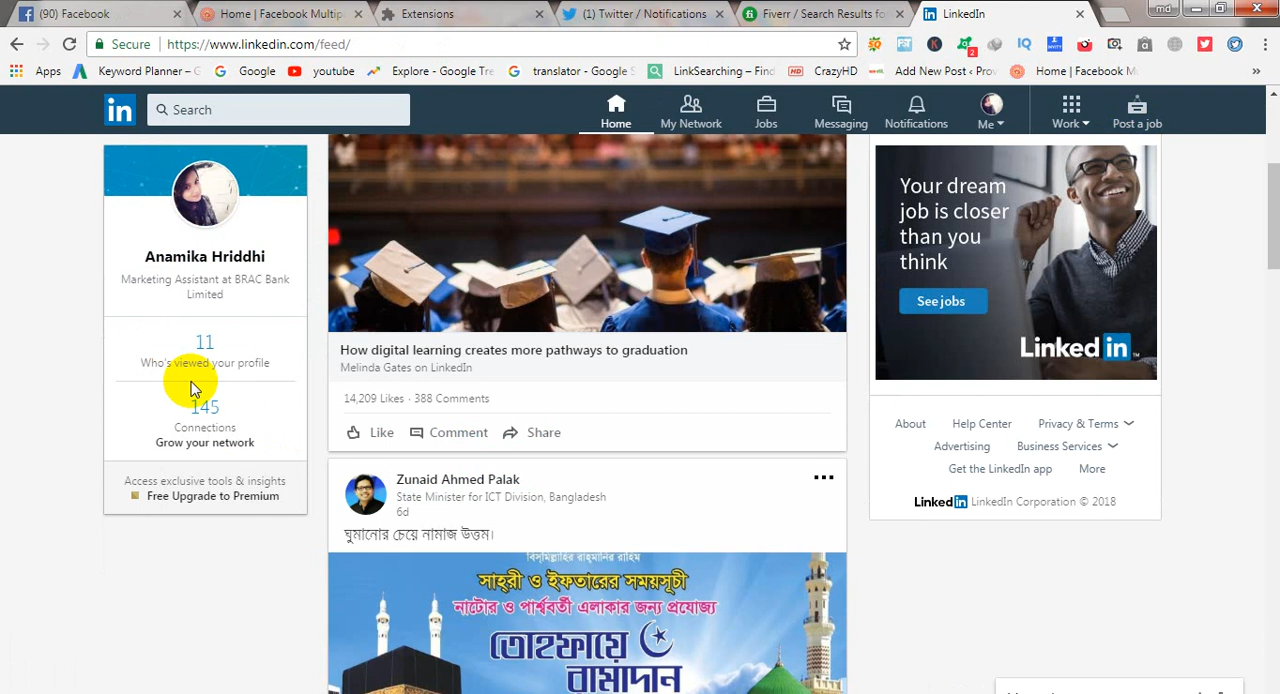 (90) Facebook
Home | Facebook Multip
Extensions
(1) Twitter / Notifications
Fiverr / Search Results fo
LinkedIn
md
Secure
https://www.linkedin.com/feed/
Apps
Keyword Planner – G
Google
youtube
Explore - Google Tre
translator - Google S
LinkSearching – Find
CrazyHD
Add New Post ‹ Prov
Home | Facebook M
»
in
Search
Home
My Network
Jobs
Messaging
Notifications
Me
Work
Post a job
Anamika Hriddhi
Marketing Assistant at BRAC Bank
Limited
11
Who's viewed your profile
145
Connections
Grow your network
Access exclusive tools & insights
Free Upgrade to Premium
How digital learning creates more pathways to graduation
Melinda Gates on LinkedIn
14,209 Likes · 388 Comments
Like
Comment
Share
Zunaid Ahmed Palak
State Minister for ICT Division, Bangladesh
6d
ঘুমানোর চেয়ে নামাজ উত্তম।
বিসমিল্লাহির রাহমানির রাহিম
সাহরী ও ইফতারের সময়সূচী
নাটোর ও পার্শ্ববর্তী এলাকার জন্য প্রযোজ্য
তোহফায়ে
রামাদান
Your dream
job is closer
than you
think
See jobs
Linked in
About
Help Center
Privacy & Terms
Advertising
Business Services
Get the LinkedIn app
More
Linked in LinkedIn Corporation © 2018